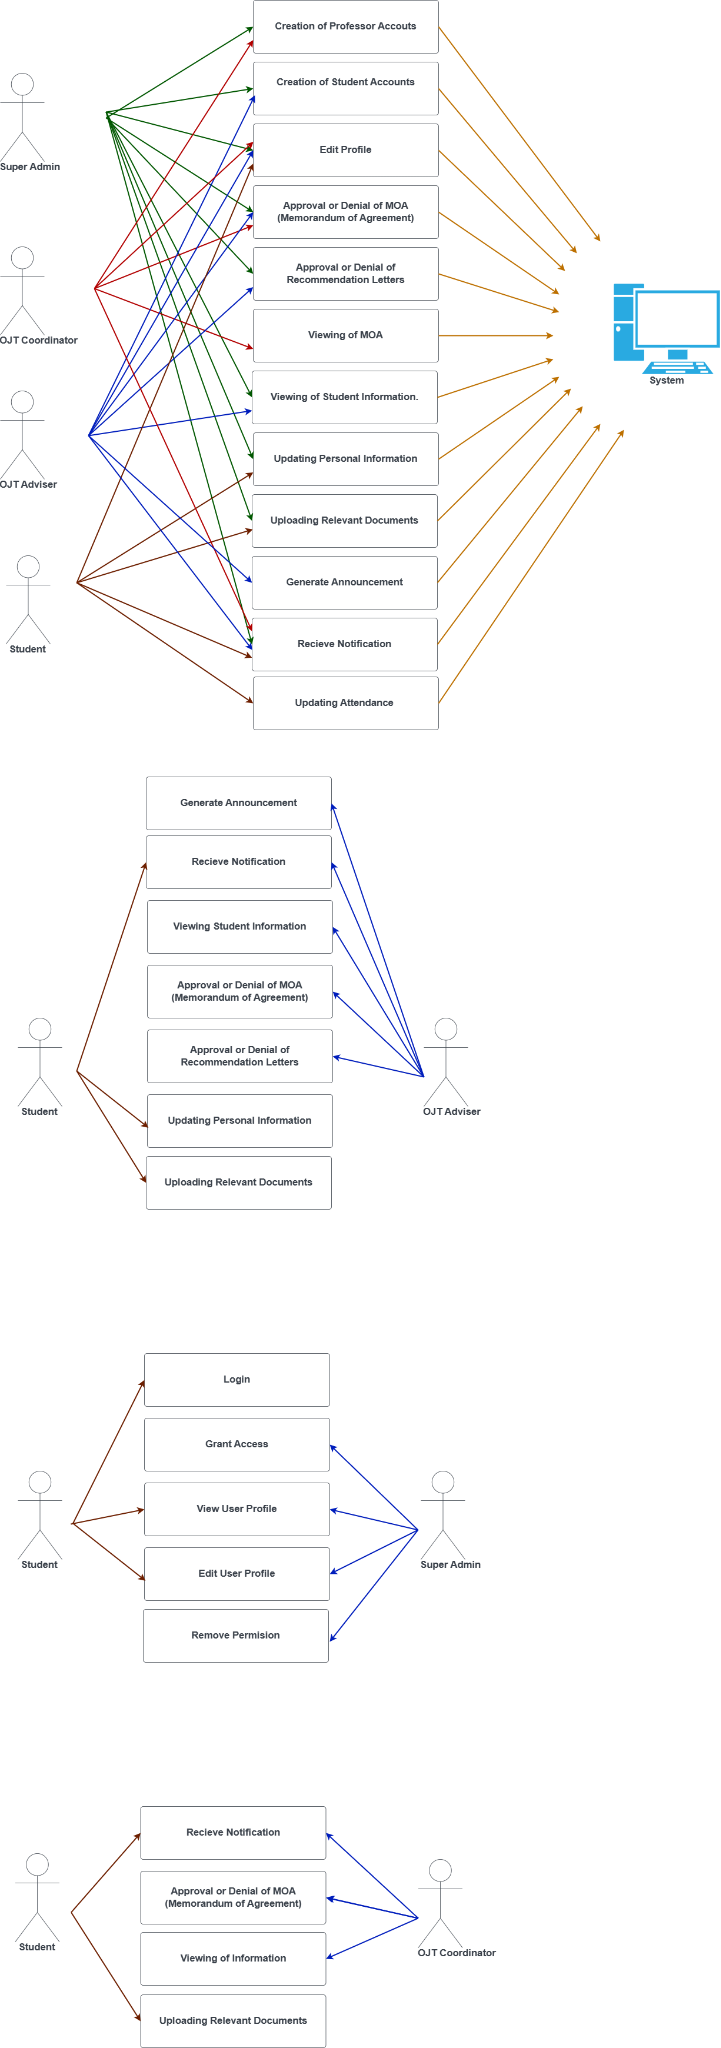 Creation of Professor Accouts
Creation of Student Accounts
Super Admin
Edit Profile
Approval or Denial of MOA
(Memorandum of Agreement)
Approval or Denial of
Recommendation Letters
OJT Coordinator
Viewing of MOA
System
Viewing of Student Information.
Updating Personal Information
OJT Adviser
Uploading Relevant Documents
Generate Announcement
Recieve Notification
Student
Updating Attendance
Generate Announcement
Recieve Notification
Viewing Student Information
Approval or Denial of MOA
(Memorandum of Agreement)
Approval or Denial of
Recommendation Letters
Student
OJT Adviser
Updating Personal Information
Uploading Relevant Documents
Login
Grant Access
View User Profile
Student
Super Admin
Edit User Profile
Remove Permision
Recieve Notification
Approval or Denial of MOA
(Memorandum of Agreement)
Student
OJT Coordinator
Viewing of Information
Uploading Relevant Documents